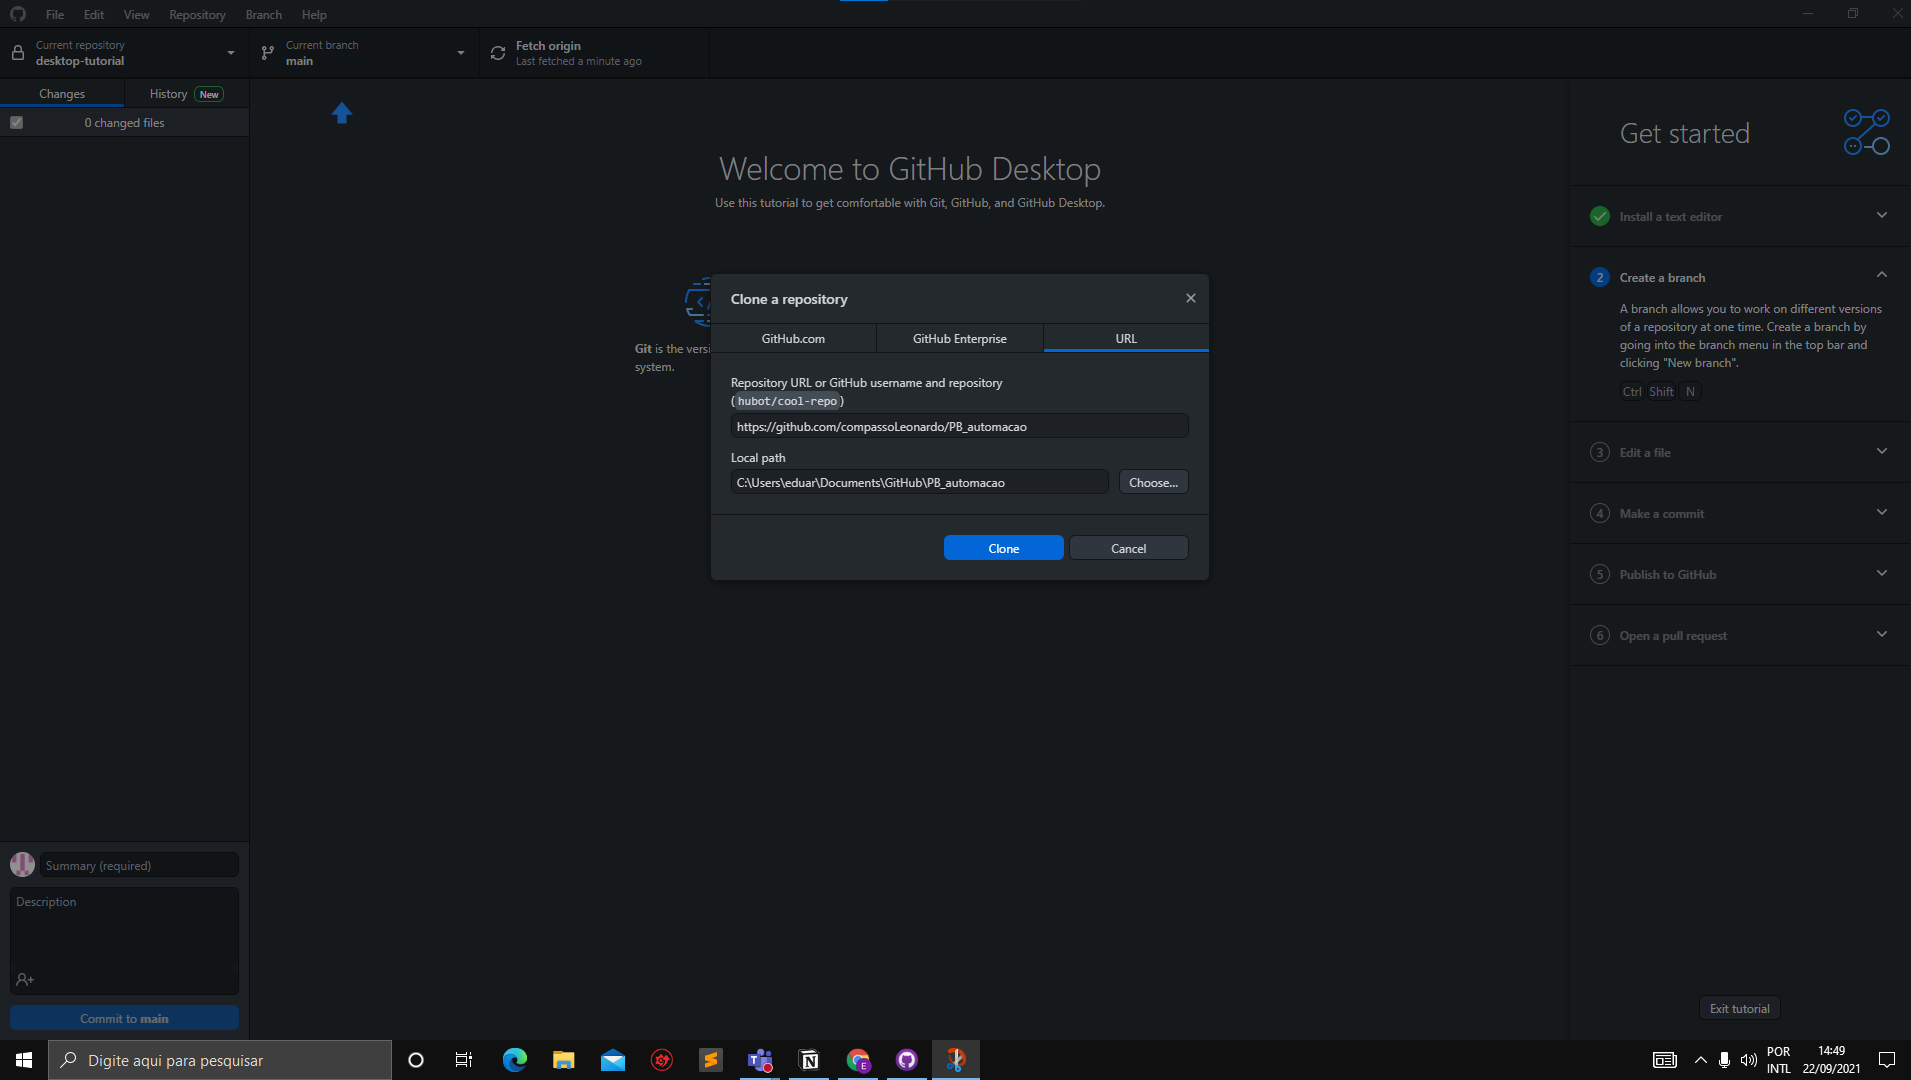 File Edit View Repository Branch Help
Current repository
desktop-tutorial
Current branch
main
Fetch origin
Last fetched a minute ago
Changes
History New
0 changed files
Welcome to GitHub Desktop
Use this tutorial to get comfortable with Git, GitHub, and GitHub Desktop.
Git is the versi
system.
Clone a repository
GitHub.com
GitHub Enterprise
URL
Repository URL or GitHub username and repository
(hubot/cool-repo)
https://github.com/compassoLeonardo/PB_automacao
Local path
C:\Users\eduar\Documents\GitHub\PB_automacao
Choose...
Clone
Cancel
Get started
Install a text editor
2 Create a branch
A branch allows you to work on different versions
of a repository at one time. Create a branch by
going into the branch menu in the top bar and
clicking "New branch".
Ctrl Shift N
3 Edit a file
4 Make a commit
5 Publish to GitHub
6 Open a pull request
Exit tutorial
Summary (required)
Description
Commit to main
Digite aqui para pesquisar
POR
INTL
14:49
22/09/2021